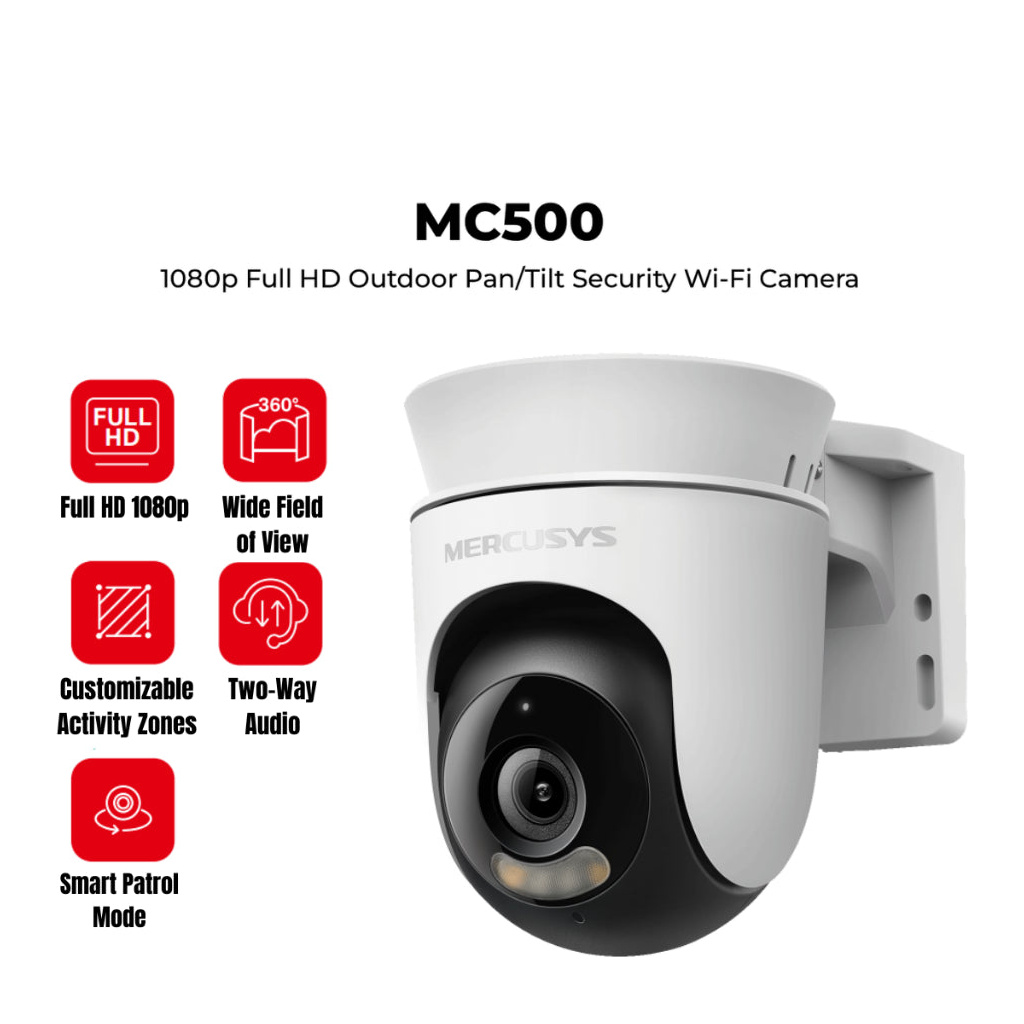 MC500
1080p Full HD Outdoor Pan/Tilt Security Wi-Fi Camera
FULL
HD
Full HD 1080p
360°
Wide Field
of View
Customizable
Activity Zones
Two-Way
Audio
Smart Patrol
Mode
MERCUSYS